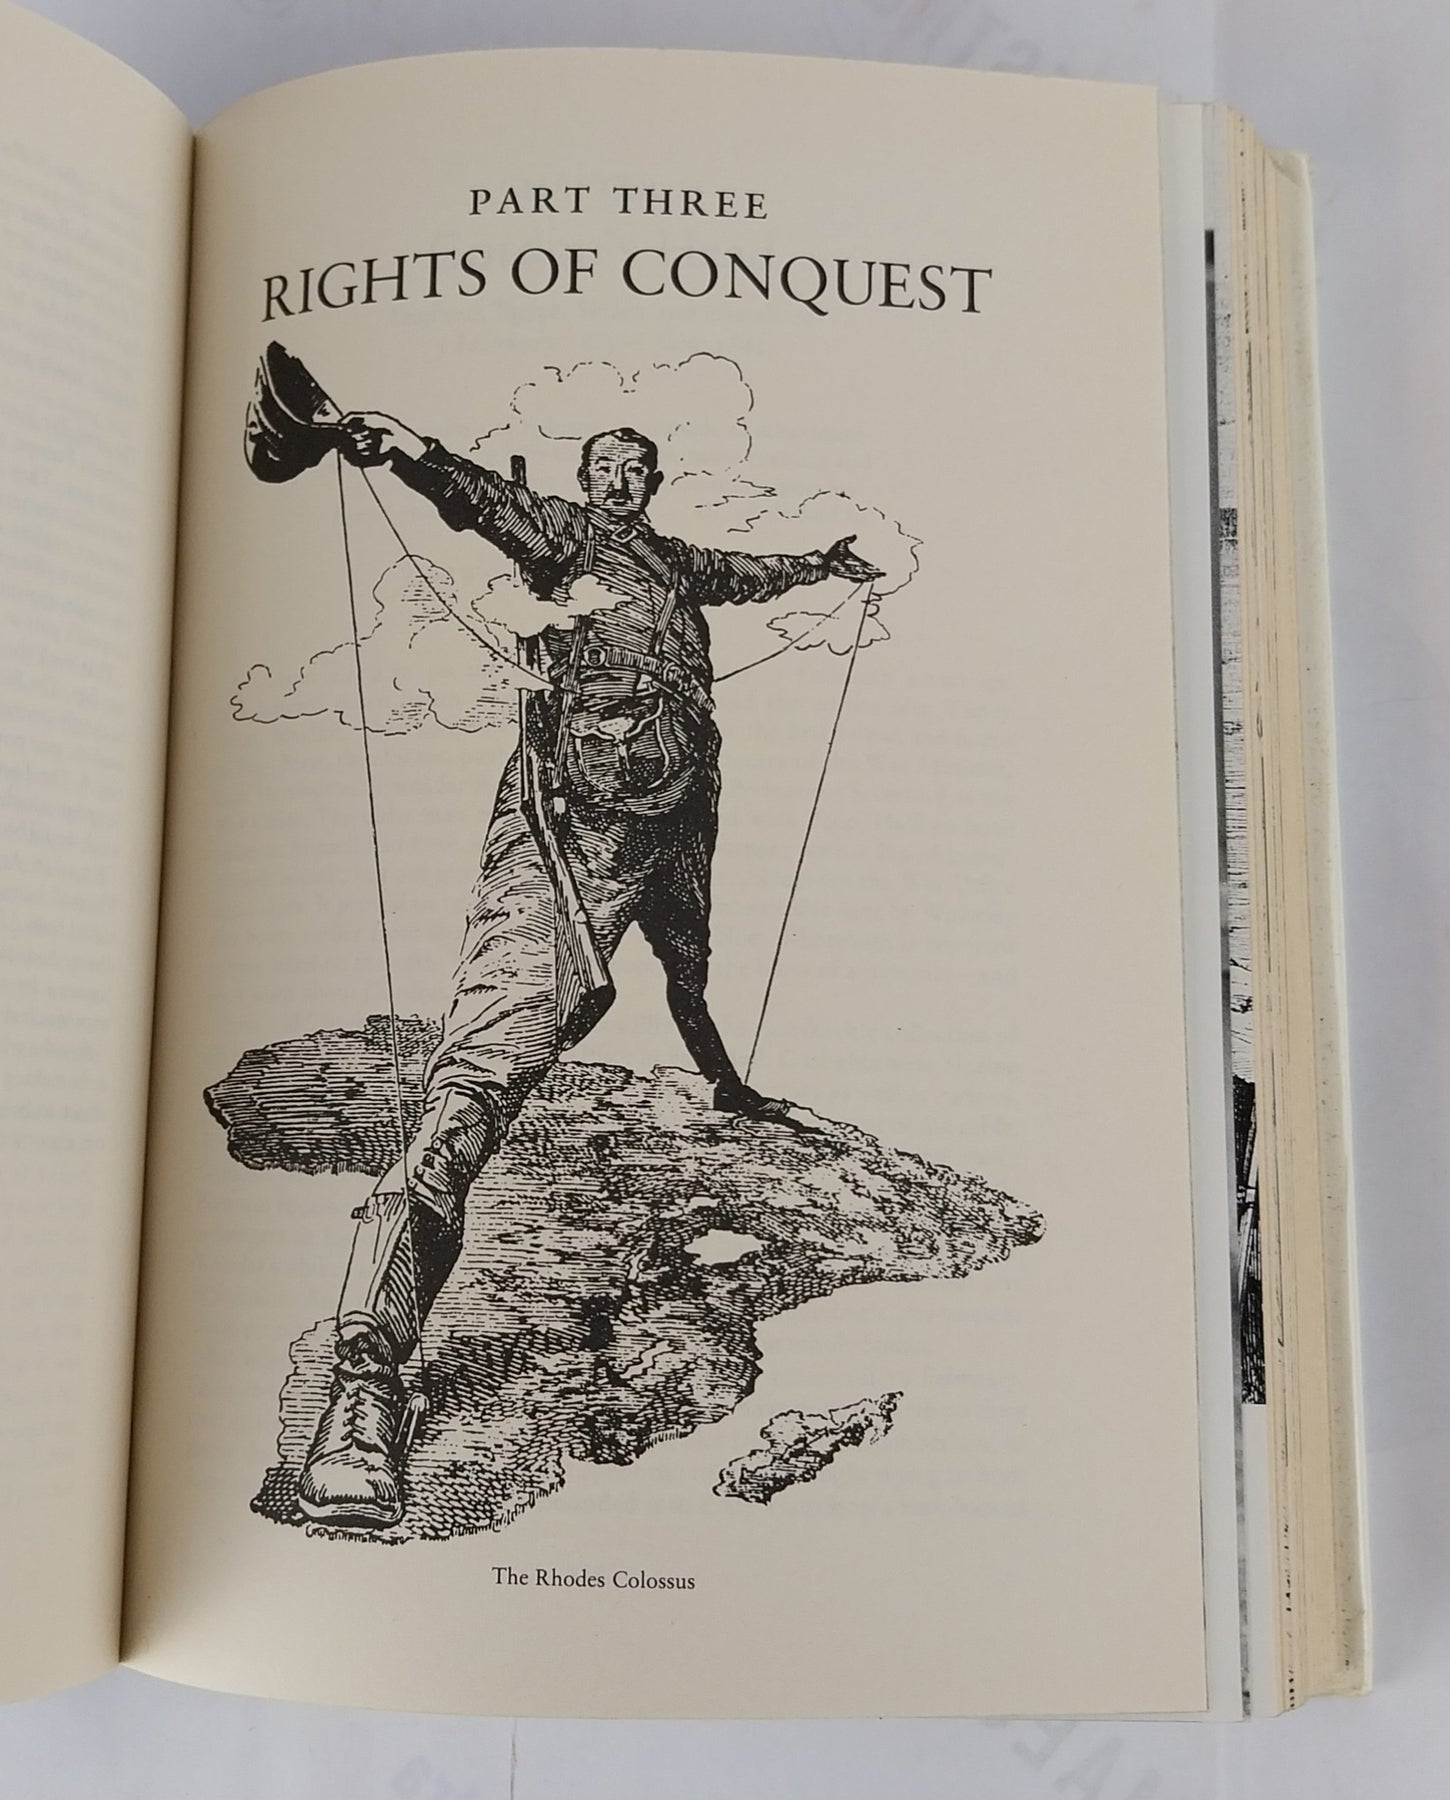 PART THREE
RIGHTS OF CONQUEST
The Rhodes Colossus